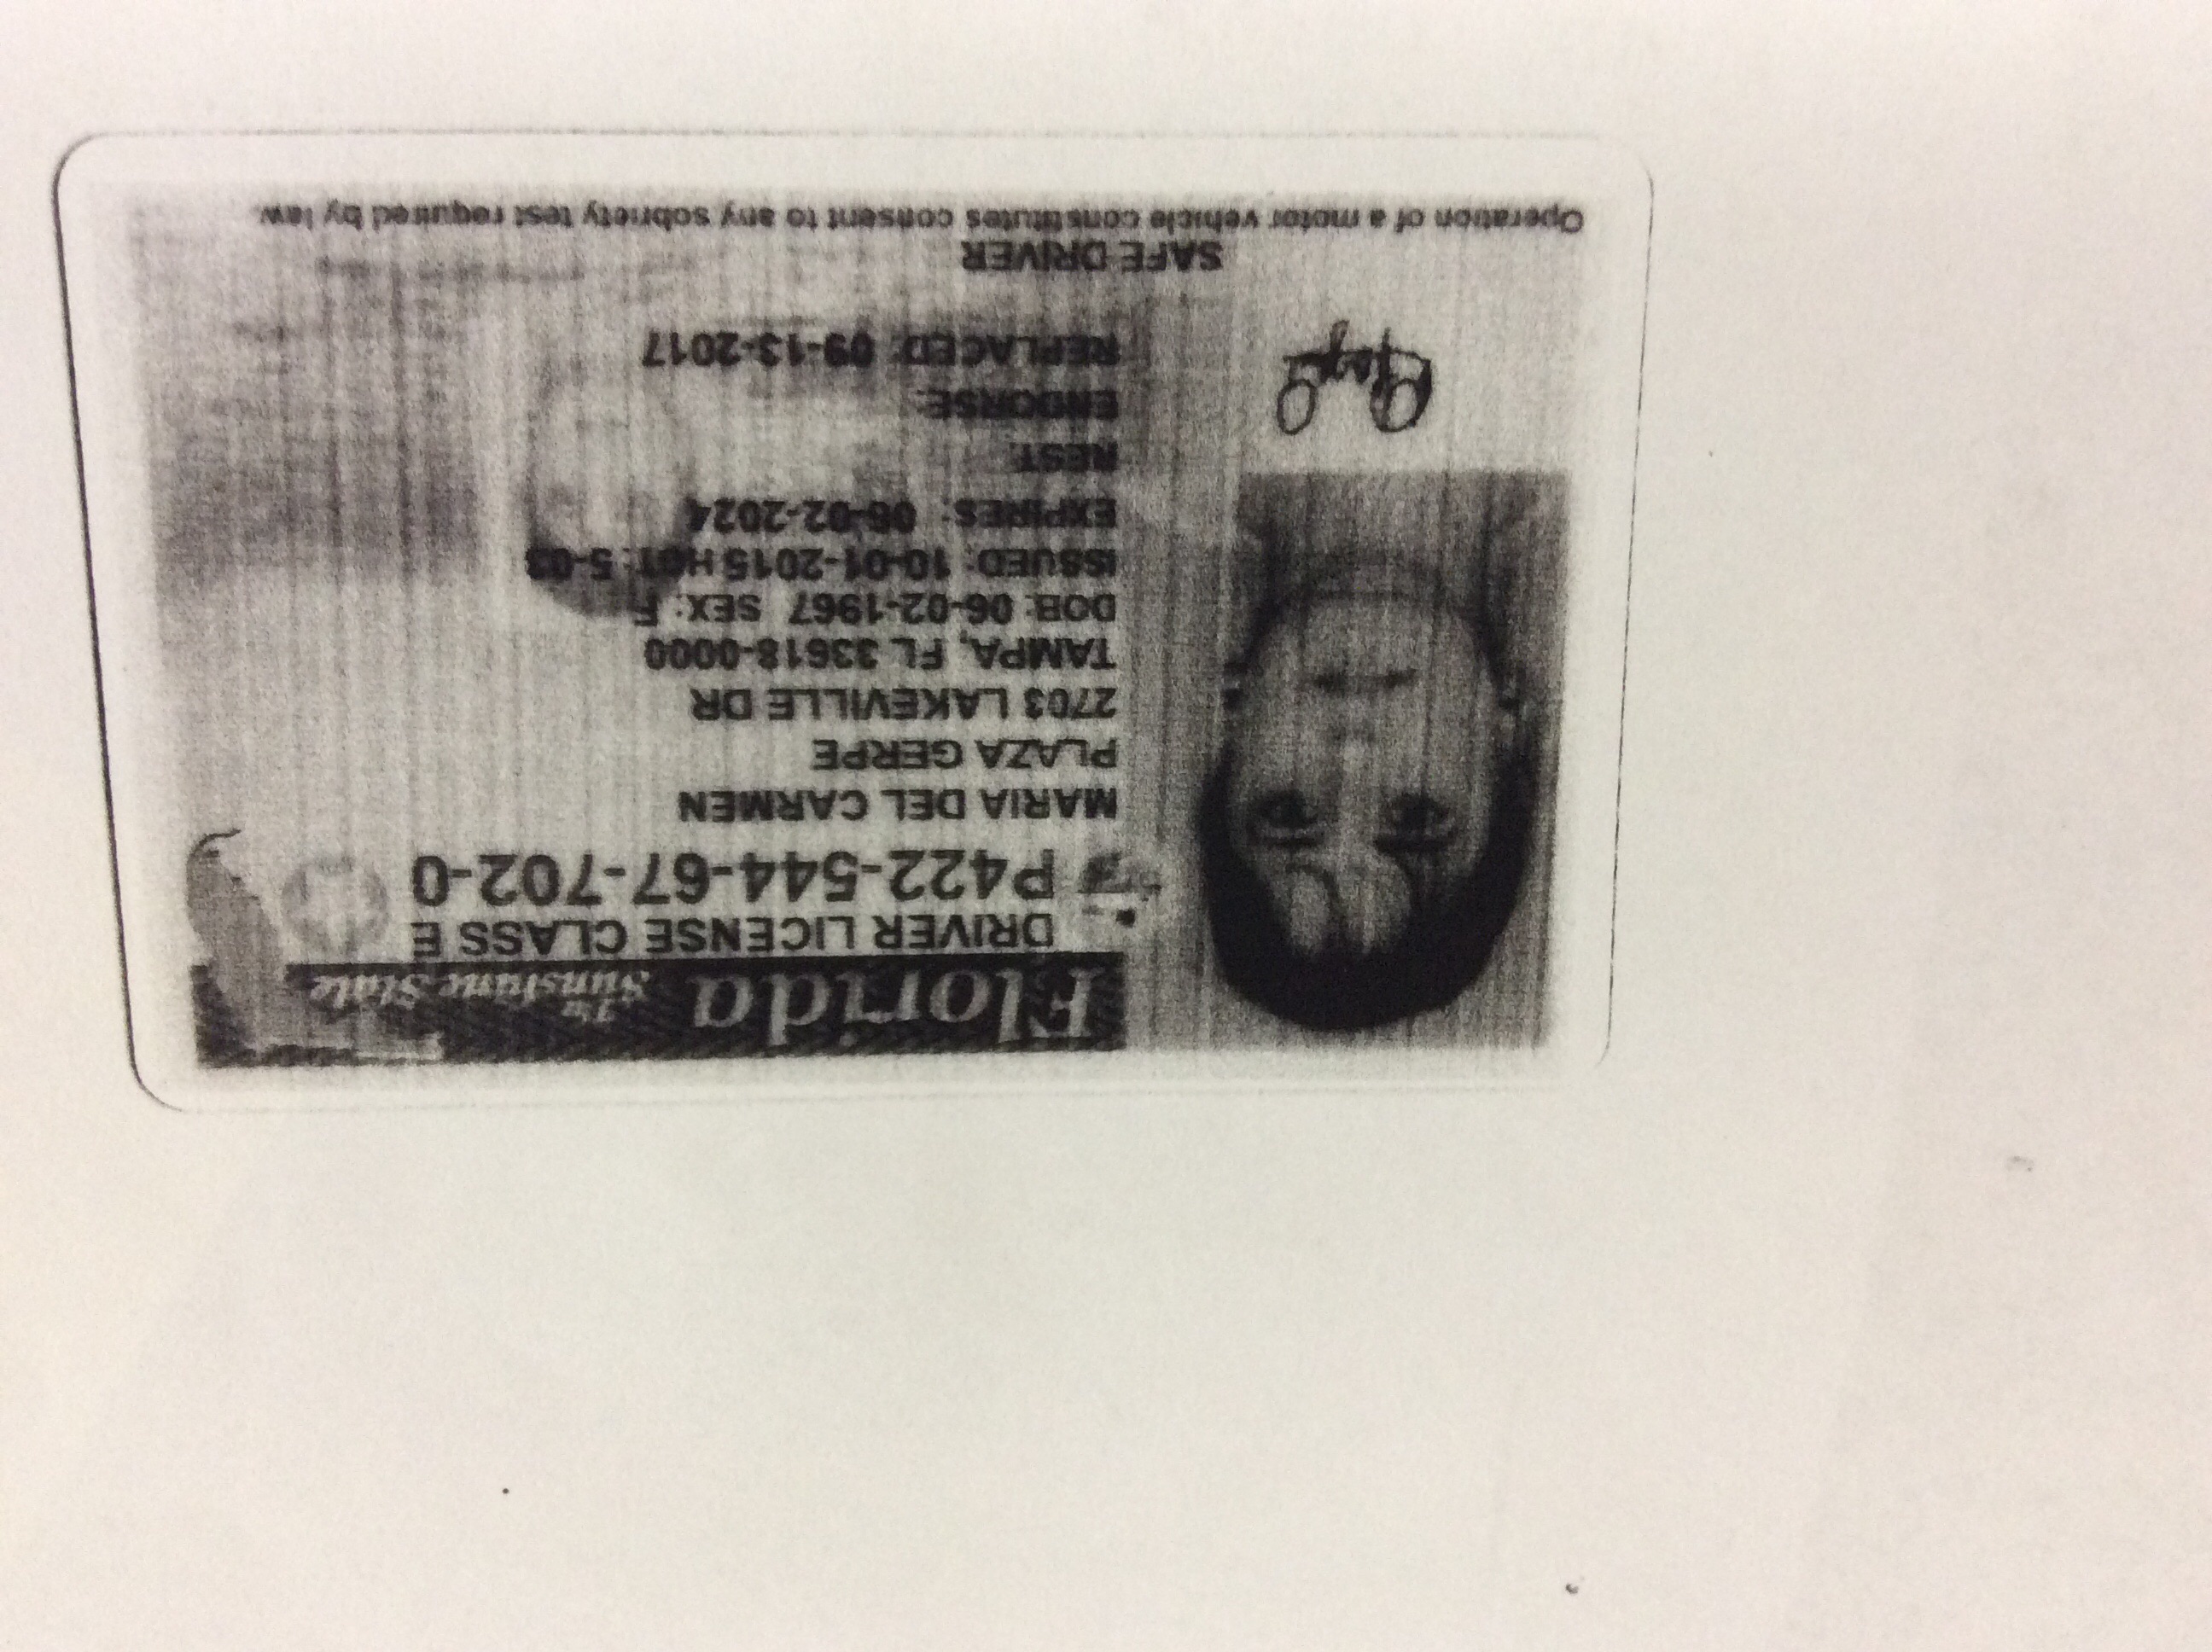 Florida The Sunshine State
DRIVER LICENSE CLASS E
P422-544-67-702-0
MARIA DEL CARMEN
PLAZA GERPE
2703 LAKEVILLE DR
TAMPA, FL 33618-0000
DOB: 06-02-1967 SEX: F
ISSUED: 10-01-2015 HGT: 5-03
EXPIRES: 06-02-2024
REST:
ENDORSE:
REPLACED: 09-13-2017
SAFE DRIVER
Operation of a motor vehicle constitutes consent to any sobriety test required by law.